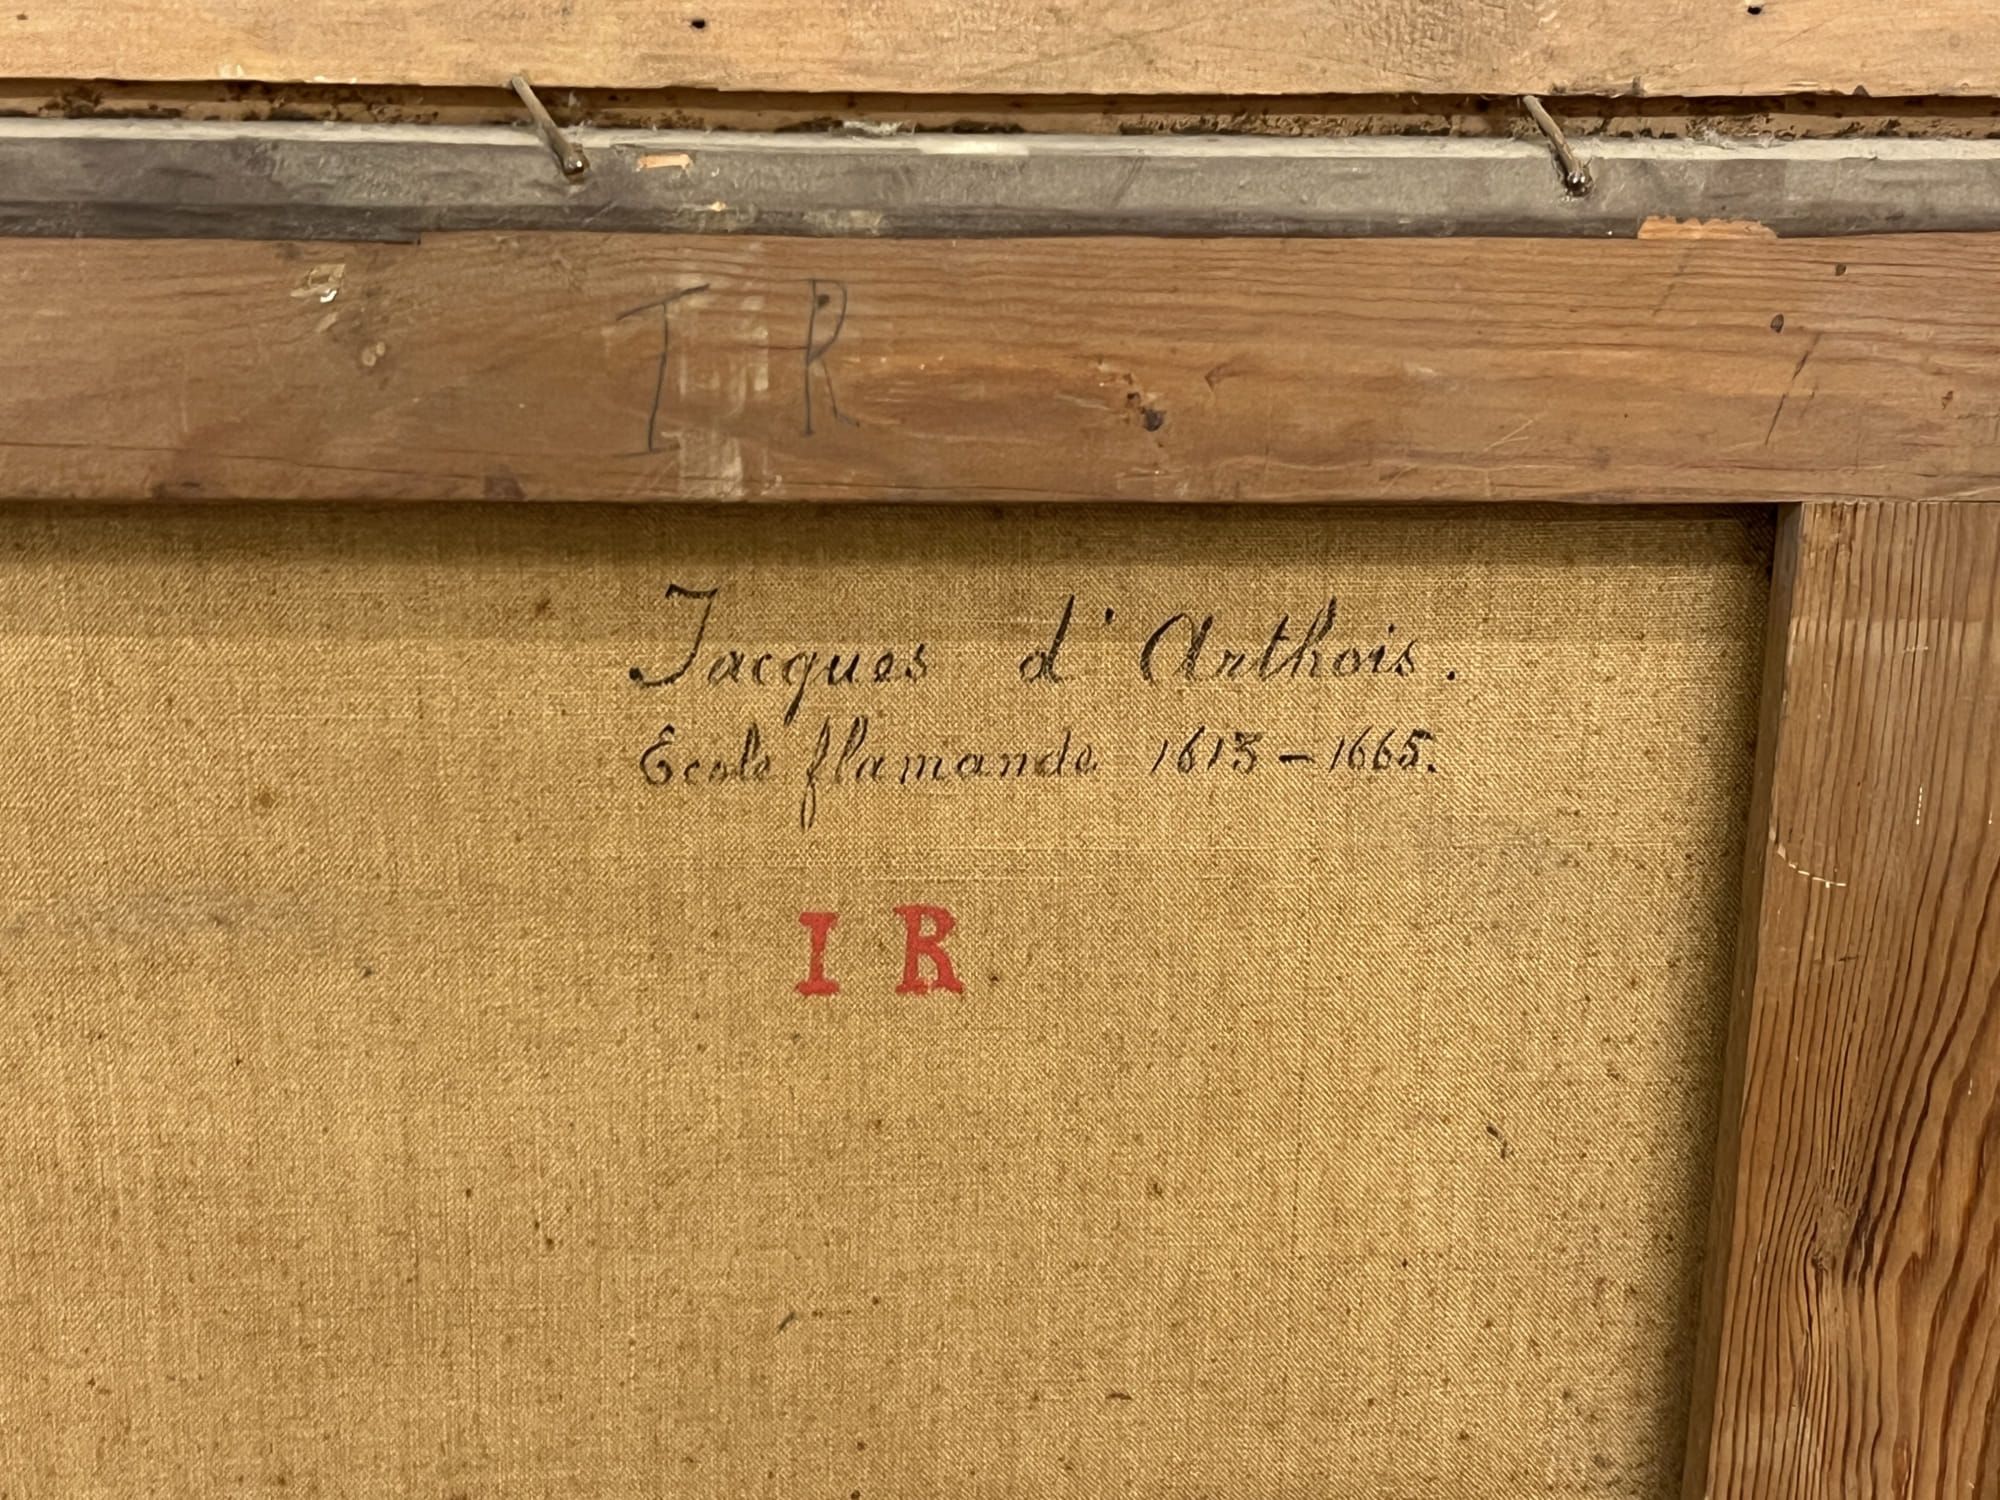 I R
Jacques d'Arthois.
Ecole flamande 1613 – 1665.
I R